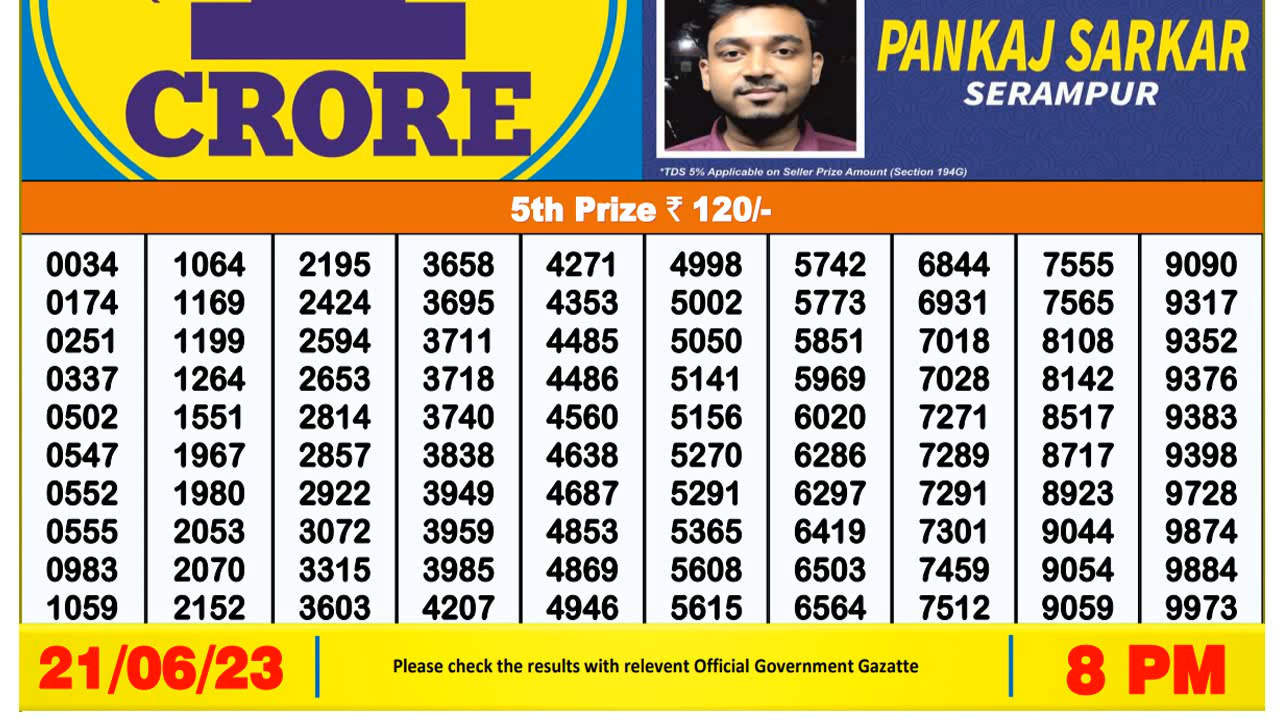 CRORE
PANKAJ SARKAR
SERAMPUR
*TDS 5% Applicable on Seller Prize Amount (Section 194G)
5th Prize ₹ 120/-
0034 1064 2195 3658 4271 4998 5742 6844 7555 9090
0174 1169 2424 3695 4353 5002 5773 6931 7565 9317
0251 1199 2594 3711 4485 5050 5851 7018 8108 9352
0337 1264 2653 3718 4486 5141 5969 7028 8142 9376
0502 1551 2814 3740 4560 5156 6020 7271 8517 9383
0547 1967 2857 3838 4638 5270 6286 7289 8717 9398
0552 1980 2922 3949 4687 5291 6297 7291 8923 9728
0555 2053 3072 3959 4853 5365 6419 7301 9044 9874
0983 2070 3315 3985 4869 5608 6503 7459 9054 9884
1059 2152 3603 4207 4946 5615 6564 7512 9059 9973
21/06/23 Please check the results with relevent Official Government Gazatte 8 PM